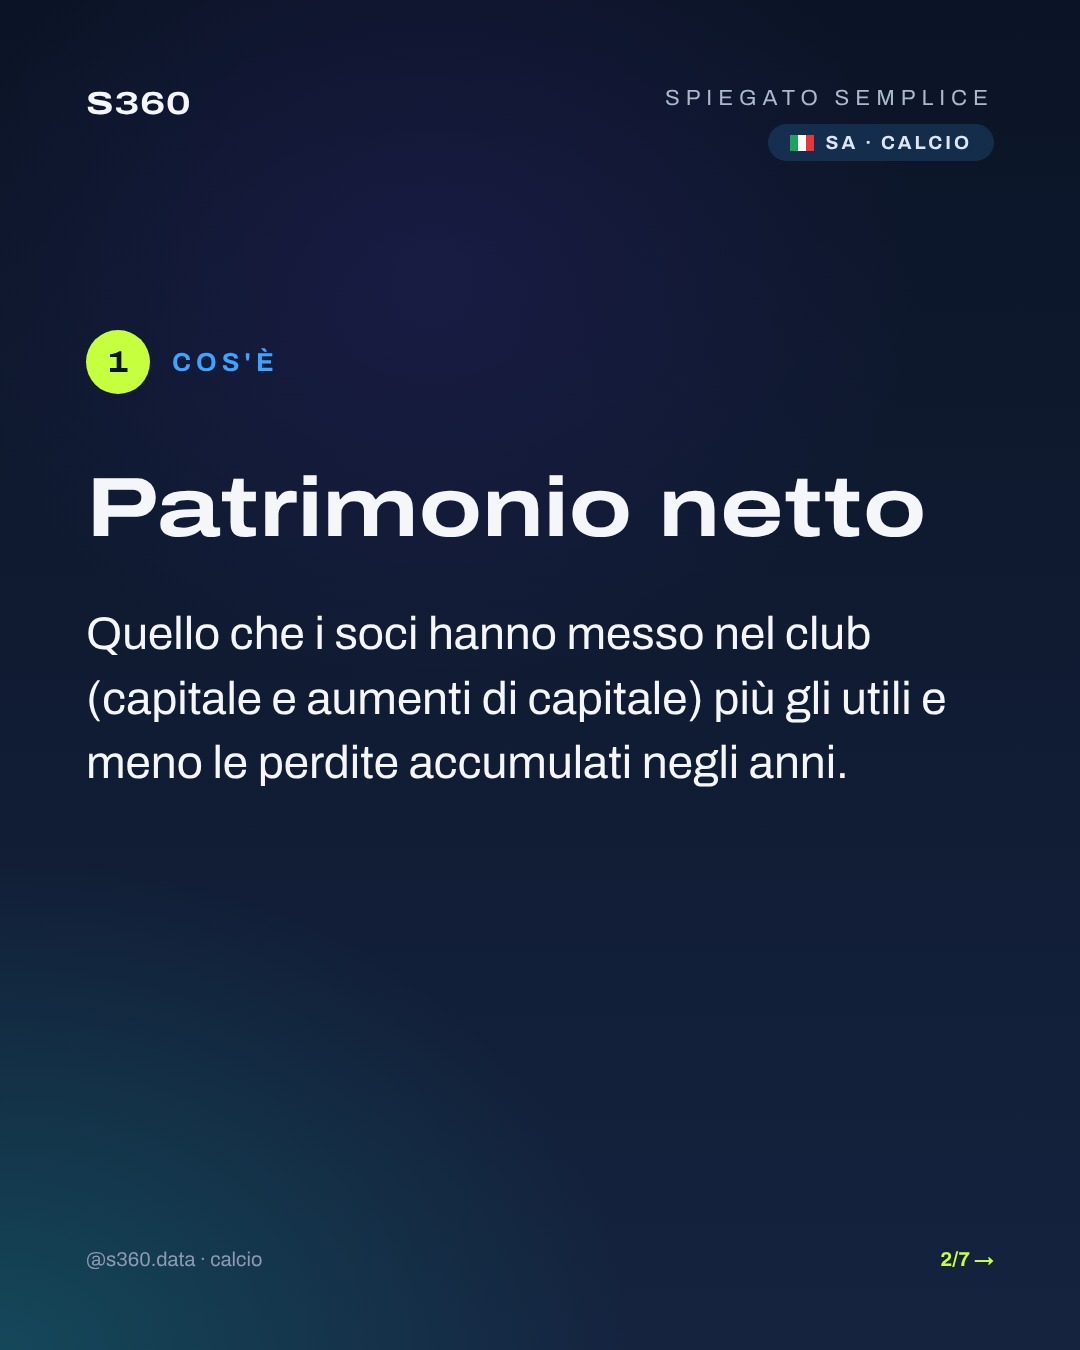 S360
SPIEGATO SEMPLICE
SA · CALCIO
1
COS'È
Patrimonio netto
Quello che i soci hanno messo nel club
(capitale e aumenti di capitale) più gli utili e
meno le perdite accumulati negli anni.
@s360.data · calcio
2/7 →